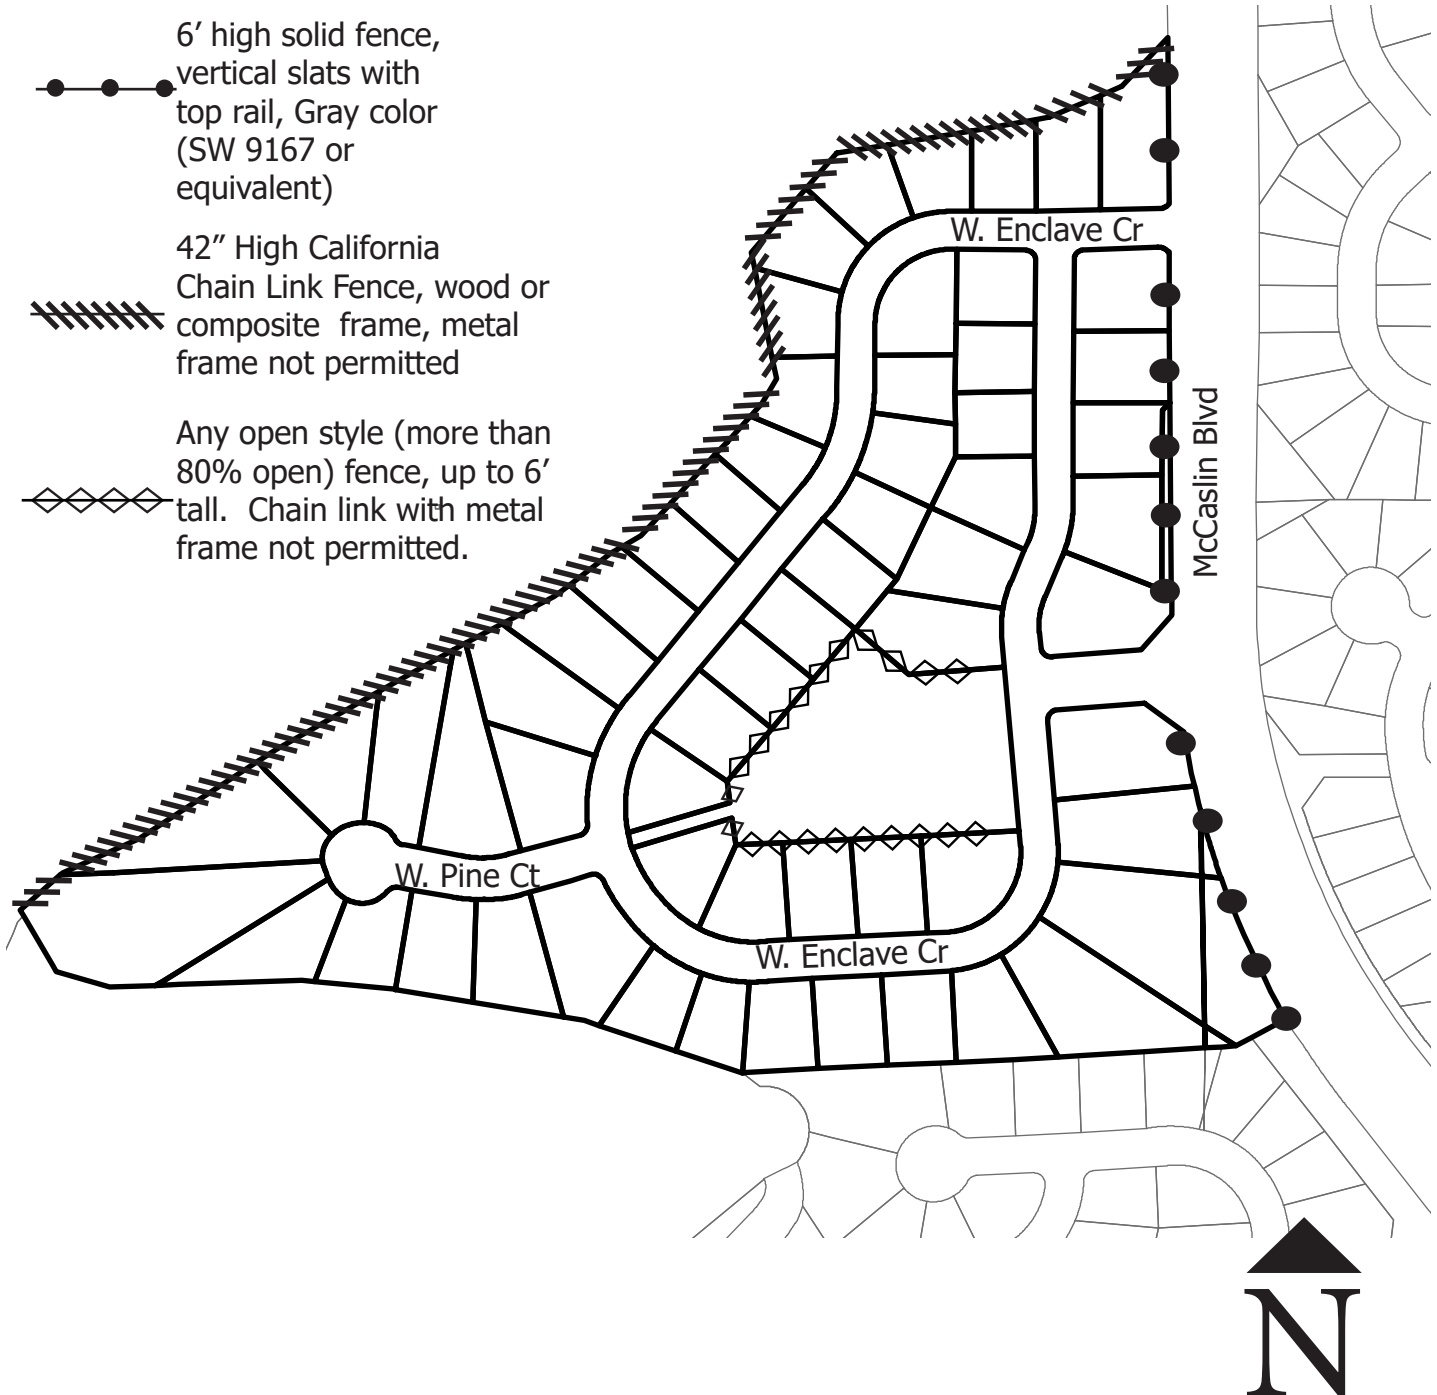 6’ high solid fence,
vertical slats with
top rail, Gray color
(SW 9167 or
equivalent)
42” High California
Chain Link Fence, wood or
composite  frame, metal
frame not permitted
Any open style (more than
80% open) fence, up to 6’
tall.  Chain link with metal
frame not permitted.
W. Enclave Cr
McCaslin Blvd
W. Pine Ct
W. Enclave Cr
N